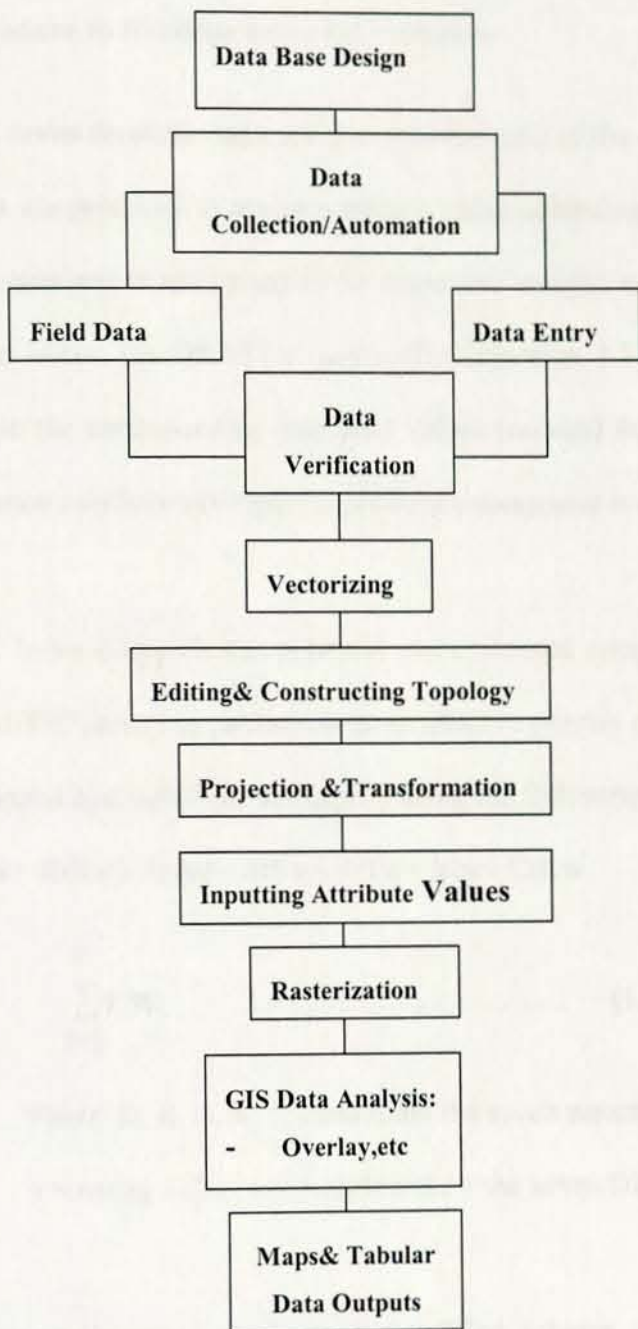 Data Base Design
Data
Collection/Automation
Field Data
Data Entry
Data
Verification
Vectorizing
Editing& Constructing Topology
Projection &Transformation
Inputting Attribute Values
Rasterization
GIS Data Analysis:
- Overlay,etc
Maps& Tabular
Data Outputs